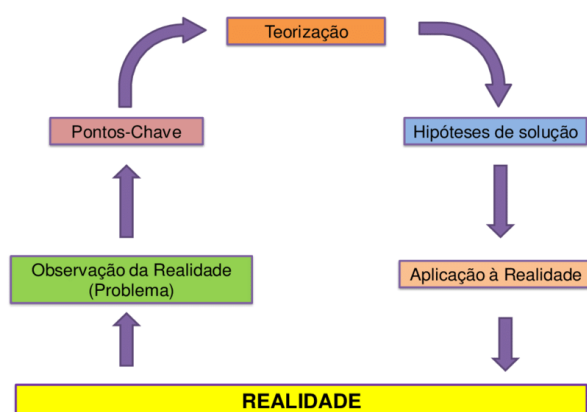 Teorização
Pontos-Chave
Hipóteses de solução
Observação da Realidade
(Problema)
Aplicação à Realidade
REALIDADE